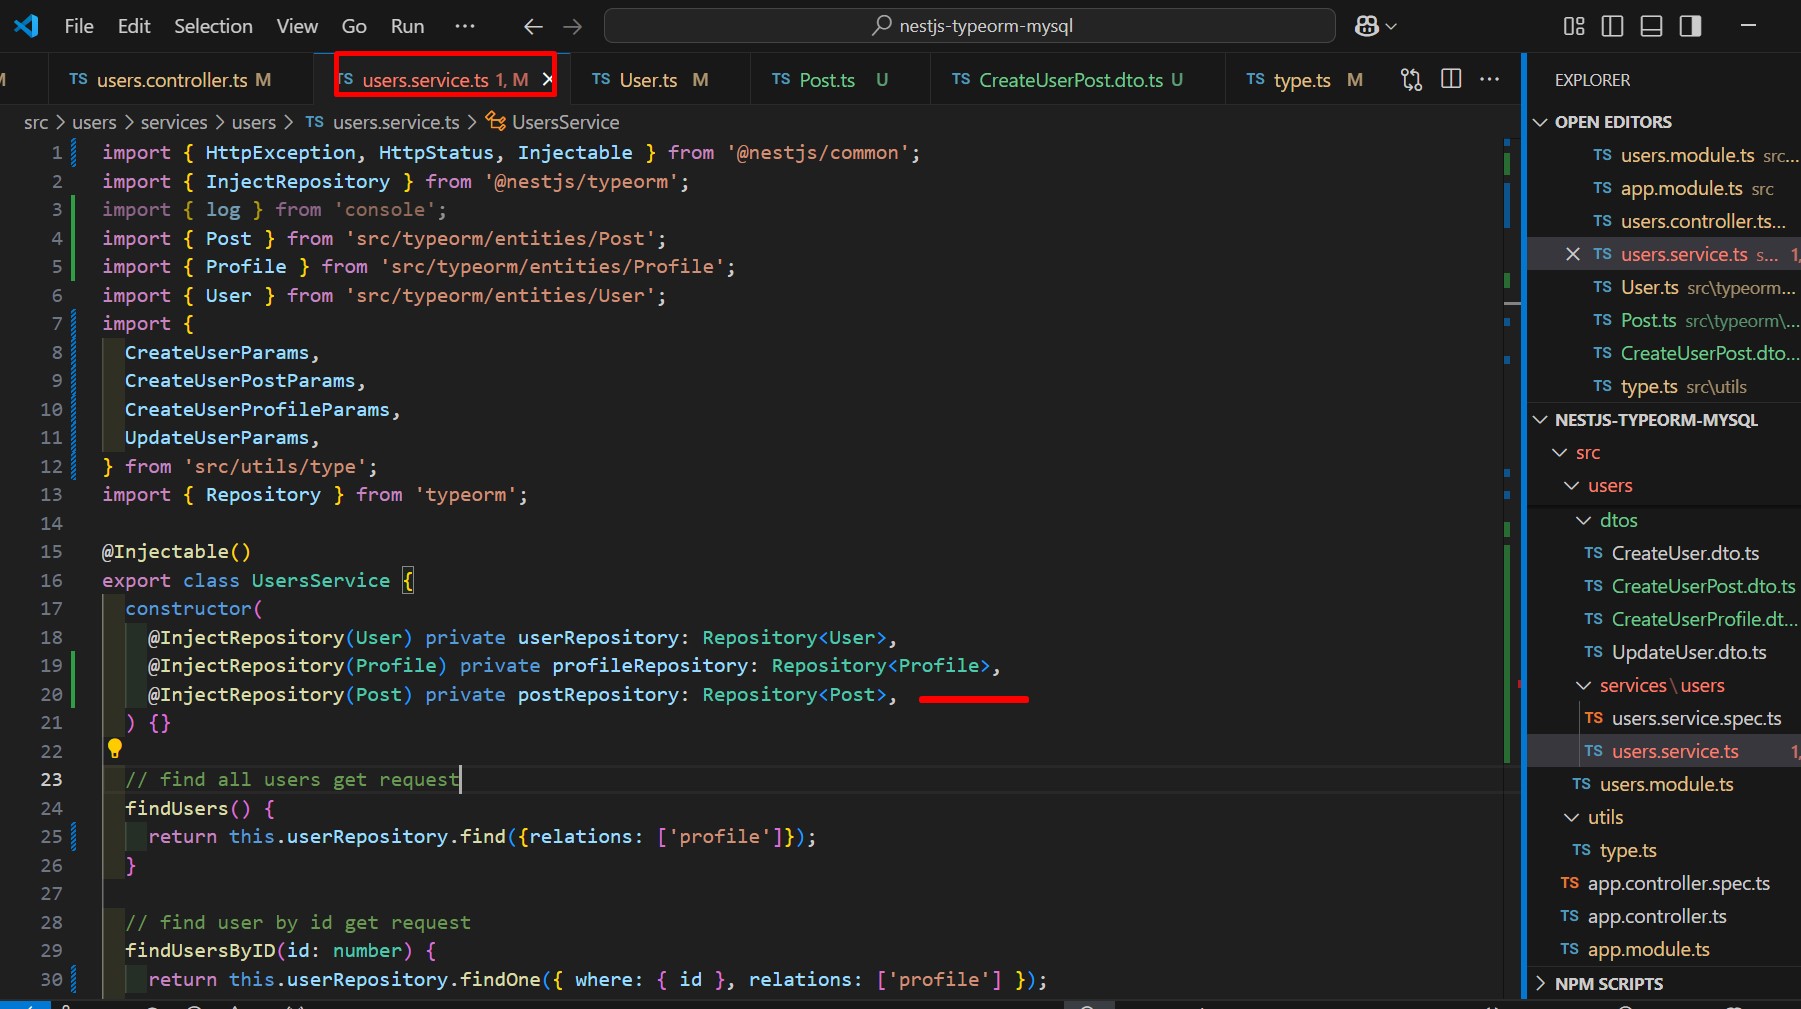 File Edit Selection View Go Run ··· nestjs-typeorm-mysql
M TS users.controller.ts M TS users.service.ts 1, M TS User.ts M TS Post.ts U TS CreateUserPost.dto.ts U TS type.ts M
src > users > services > users > TS users.service.ts > UsersService
1 import { HttpException, HttpStatus, Injectable } from '@nestjs/common';
2 import { InjectRepository } from '@nestjs/typeorm';
3 import { log } from 'console';
4 import { Post } from 'src/typeorm/entities/Post';
5 import { Profile } from 'src/typeorm/entities/Profile';
6 import { User } from 'src/typeorm/entities/User';
7 import {
8 CreateUserParams,
9 CreateUserPostParams,
10 CreateUserProfileParams,
11 UpdateUserParams,
12 } from 'src/utils/type';
13 import { Repository } from 'typeorm';
14
15 @Injectable()
16 export class UsersService {
17 constructor(
18 @InjectRepository(User) private userRepository: Repository<User>,
19 @InjectRepository(Profile) private profileRepository: Repository<Profile>,
20 @InjectRepository(Post) private postRepository: Repository<Post>,
21 ) {}
22
23 // find all users get request
24 findUsers() {
25 return this.userRepository.find({relations: ['profile']});
26 }
27
28 // find user by id get request
29 findUsersByID(id: number) {
30 return this.userRepository.findOne({ where: { id }, relations: ['profile'] });
EXPLORER
OPEN EDITORS
TS users.module.ts src...
TS app.module.ts src
TS users.controller.ts...
TS users.service.ts s... 1,
TS User.ts src\typeorm...
TS Post.ts src\typeorm\...
TS CreateUserPost.dto...
TS type.ts src\utils
NESTJS-TYPEORM-MYSQL
src
users
dtos
TS CreateUser.dto.ts
TS CreateUserPost.dto.ts
TS CreateUserProfile.dt...
TS UpdateUser.dto.ts
services\users
TS users.service.spec.ts
TS users.service.ts 1,
TS users.module.ts
utils
TS type.ts
TS app.controller.spec.ts
TS app.controller.ts
TS app.module.ts
NPM SCRIPTS